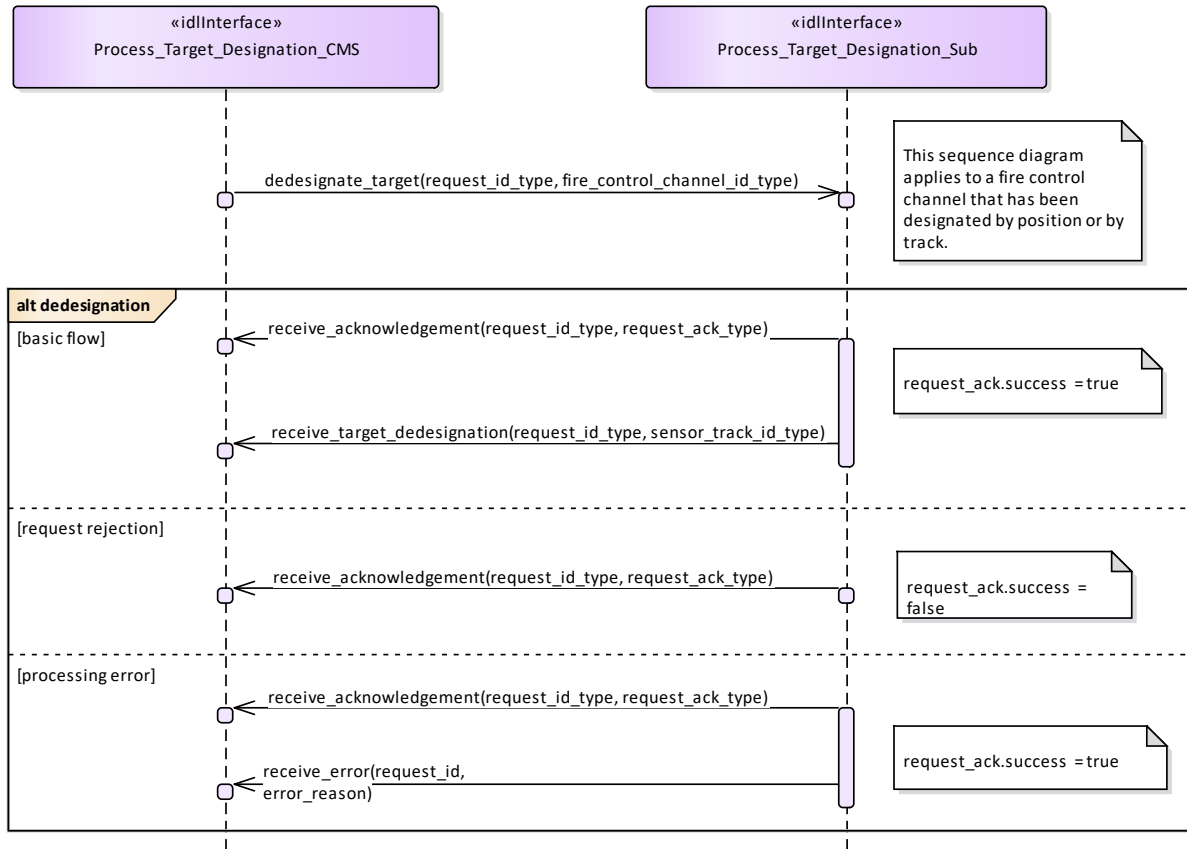 «idlInterface»
Process_Target_Designation_CMS
«idlInterface»
Process_Target_Designation_Sub
dedesignate_target(request_id_type, fire_control_channel_id_type)
This sequence diagram
applies to a fire control
channel that has been
designated by position or by
track.
alt dedesignation
[basic flow]
receive_acknowledgement(request_id_type, request_ack_type)
request_ack.success = true
receive_target_dedesignation(request_id_type, sensor_track_id_type)
[request rejection]
receive_acknowledgement(request_id_type, request_ack_type)
request_ack.success =
false
[processing error]
receive_acknowledgement(request_id_type, request_ack_type)
request_ack.success = true
receive_error(request_id,
error_reason)